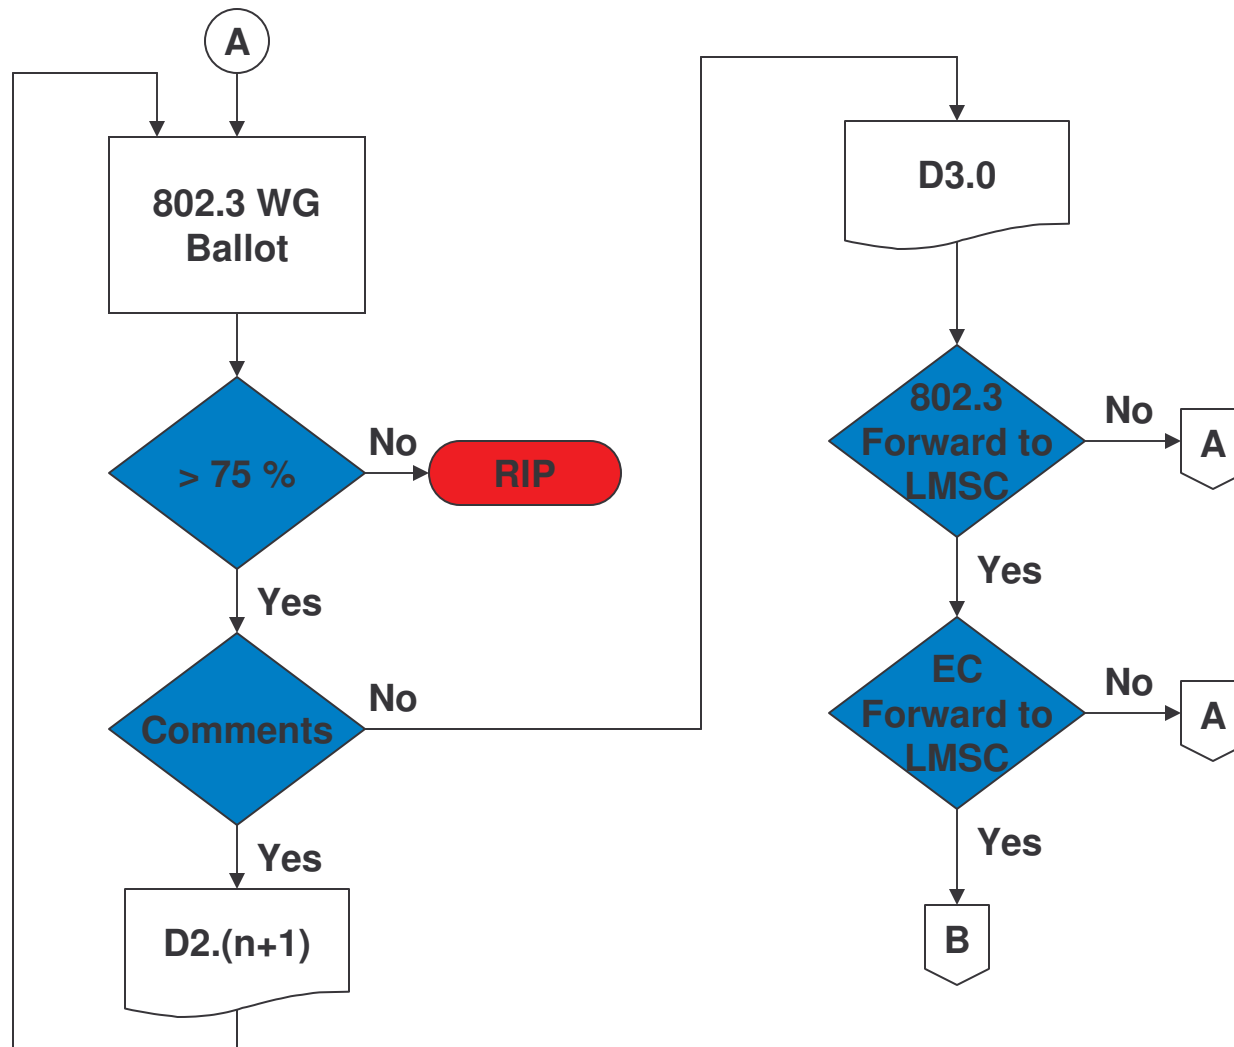 A
802.3 WG
Ballot
> 75 %
No
RIP
Yes
Comments
No
Yes
D2.(n+1)
D3.0
802.3
Forward to
LMSC
No
A
Yes
EC
Forward to
LMSC
No
A
Yes
B